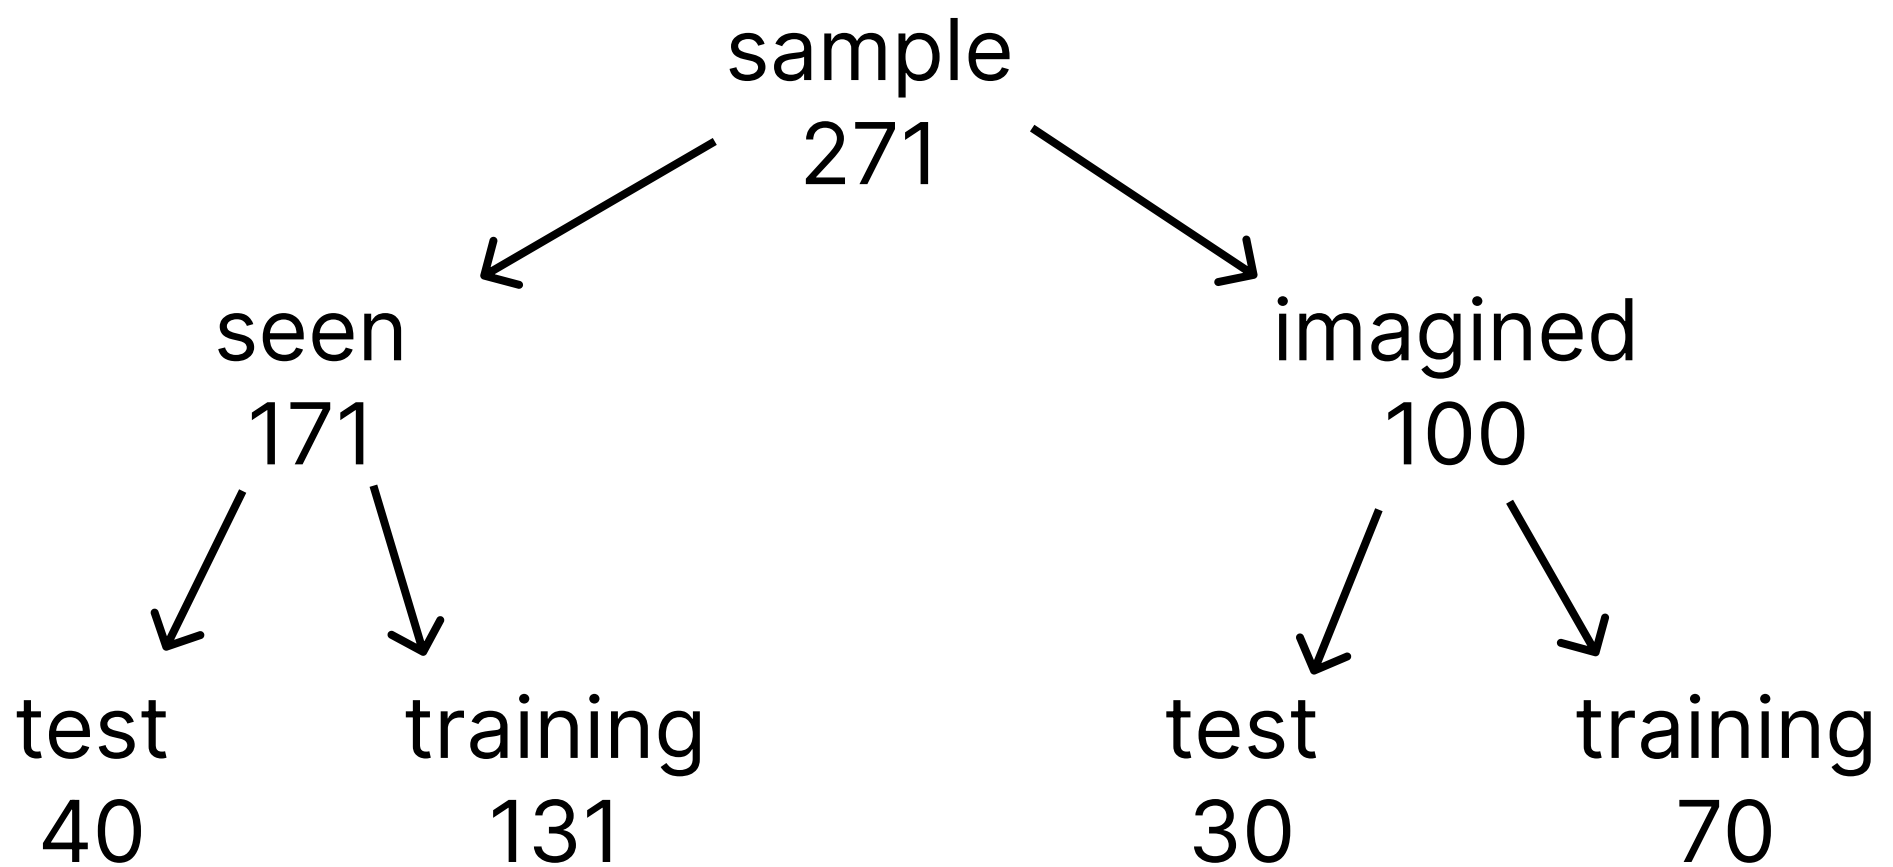 sample
271
seen
imagined
171
100
test
training
test
training
40
131
30
70